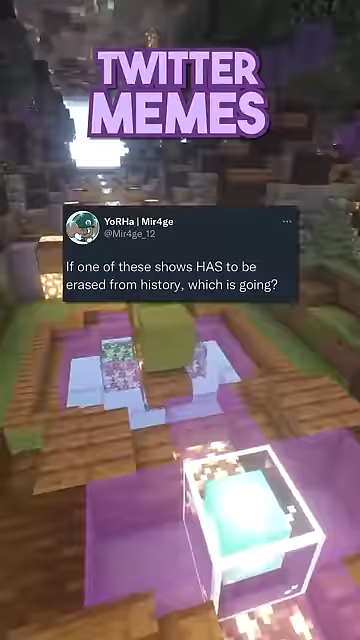 TWITTER
MEMES
YoRHa | Mir4ge
@Mir4ge_12
If one of these shows HAS to be
erased from history, which is going?